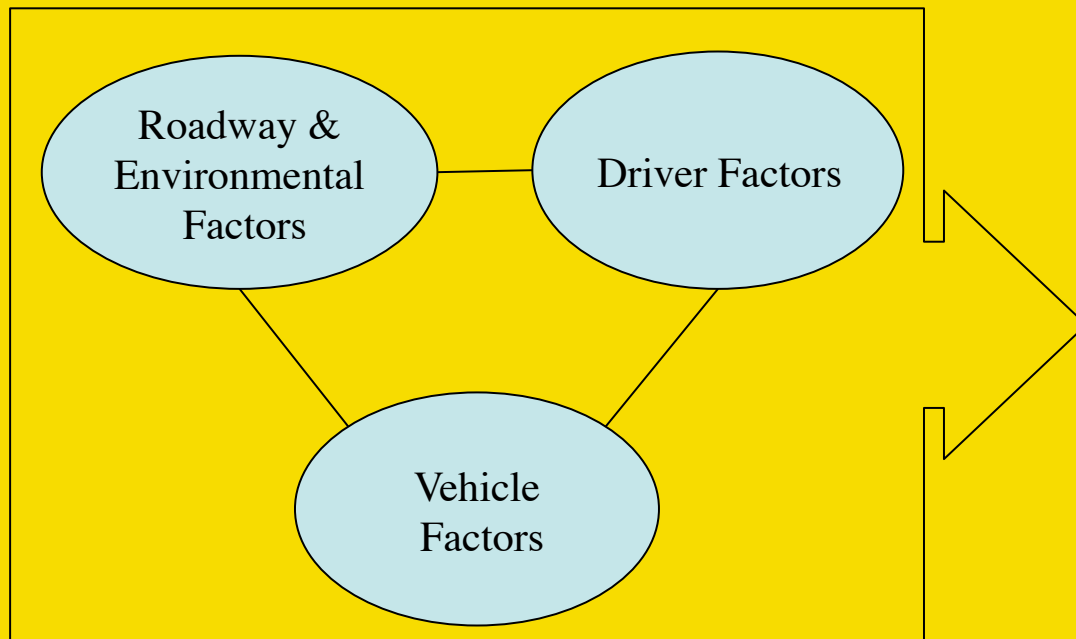 Roadway &
Environmental
Factors
Driver Factors
Vehicle
Factors